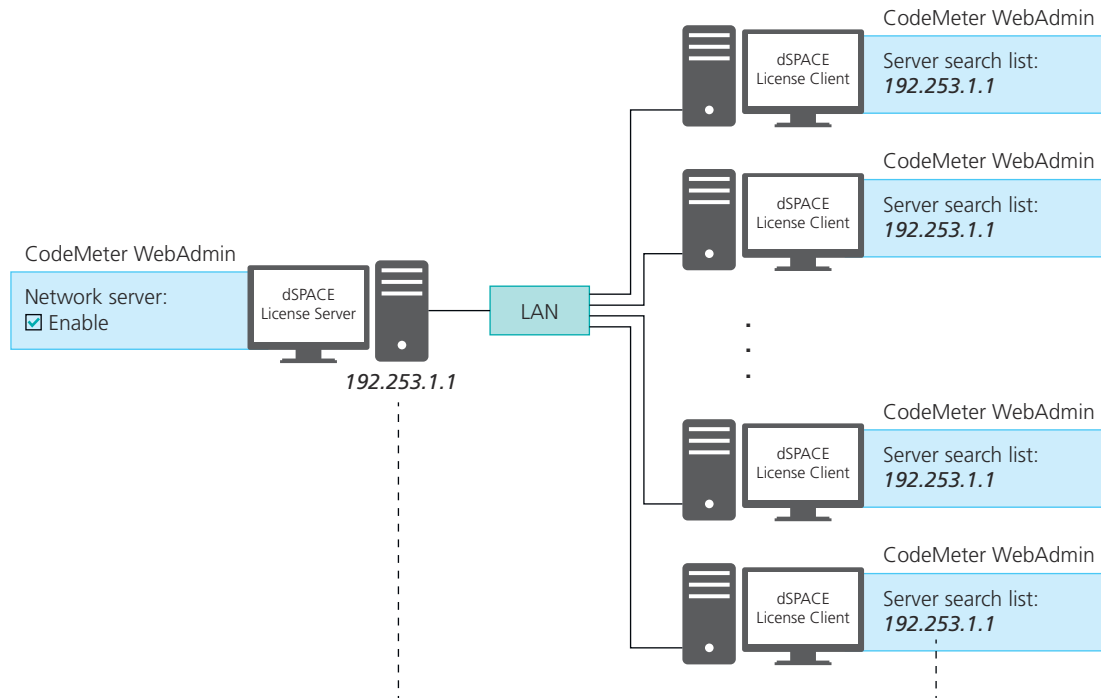 CodeMeter WebAdmin
dSPACE
License Client
Server search list:
192.253.1.1
CodeMeter WebAdmin
dSPACE
License Client
Server search list:
192.253.1.1
CodeMeter WebAdmin
Network server:
Enable
dSPACE
License Server
192.253.1.1
LAN
.
.
.
CodeMeter WebAdmin
dSPACE
License Client
Server search list:
192.253.1.1
CodeMeter WebAdmin
dSPACE
License Client
Server search list:
192.253.1.1